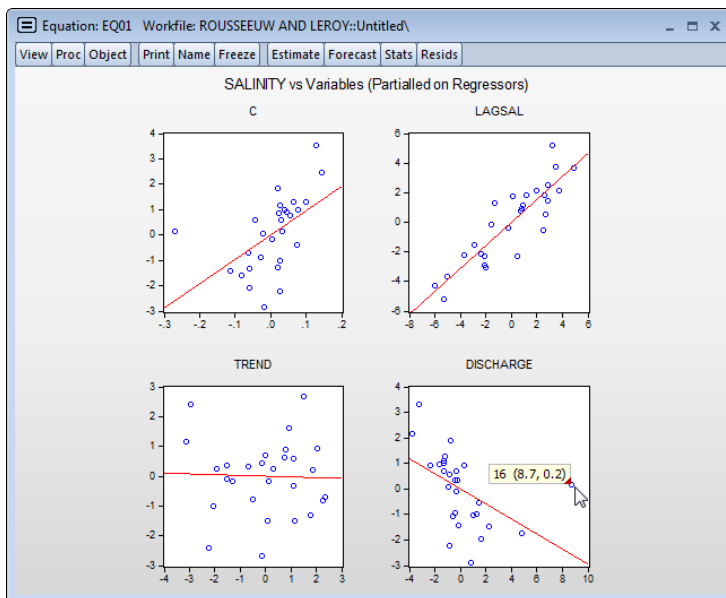 Equation: EQ01 Workfile: ROUSSEEUW AND LEROY::Untitled\
View Proc Object Print Name Freeze Estimate Forecast Stats Resids
SALINITY vs Variables (Partialled on Regressors)
C
4
3
2
1
0
-1
-2
-3
-.3 -.2 -.1 .0 .1 .2
LAGSAL
6
4
2
0
-2
-4
-6
-8 -6 -4 -2 0 2 4 6
TREND
3
2
1
0
-1
-2
-3
-4 -3 -2 -1 0 1 2 3
DISCHARGE
4
3
2
1
0
-1
-2
-3
16 (8.7, 0.2)
-4 -2 0 2 4 6 8 10